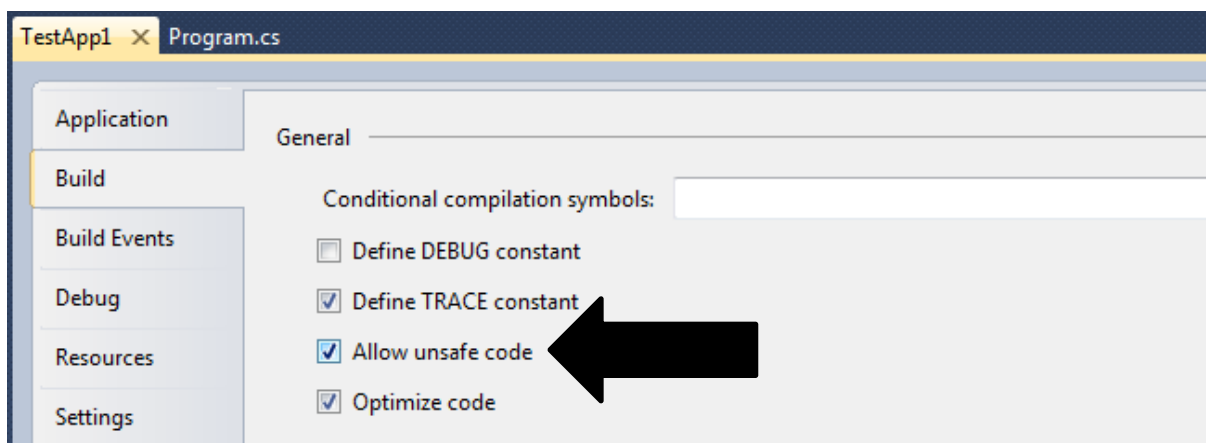 TestApp1 Program.cs
Application
General
Build
Conditional compilation symbols:
Build Events
Define DEBUG constant
Debug
Define TRACE constant
Resources
Allow unsafe code
Settings
Optimize code